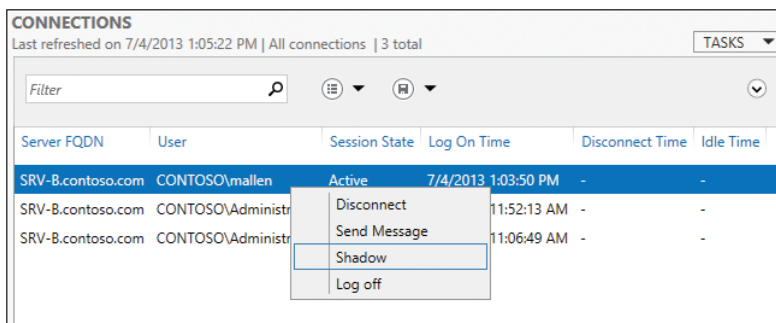 CONNECTIONS
Last refreshed on 7/4/2013 1:05:22 PM | All connections | 3 total
TASKS
Filter
Server FQDN User Session State Log On Time Disconnect Time Idle Time
SRV-B.contoso.com CONTOSO\mallen Active 7/4/2013 1:03:50 PM - -
SRV-B.contoso.com CONTOSO\Administr 11:52:13 AM - -
SRV-B.contoso.com CONTOSO\Administr 11:06:49 AM - -
Disconnect
Send Message
Shadow
Log off